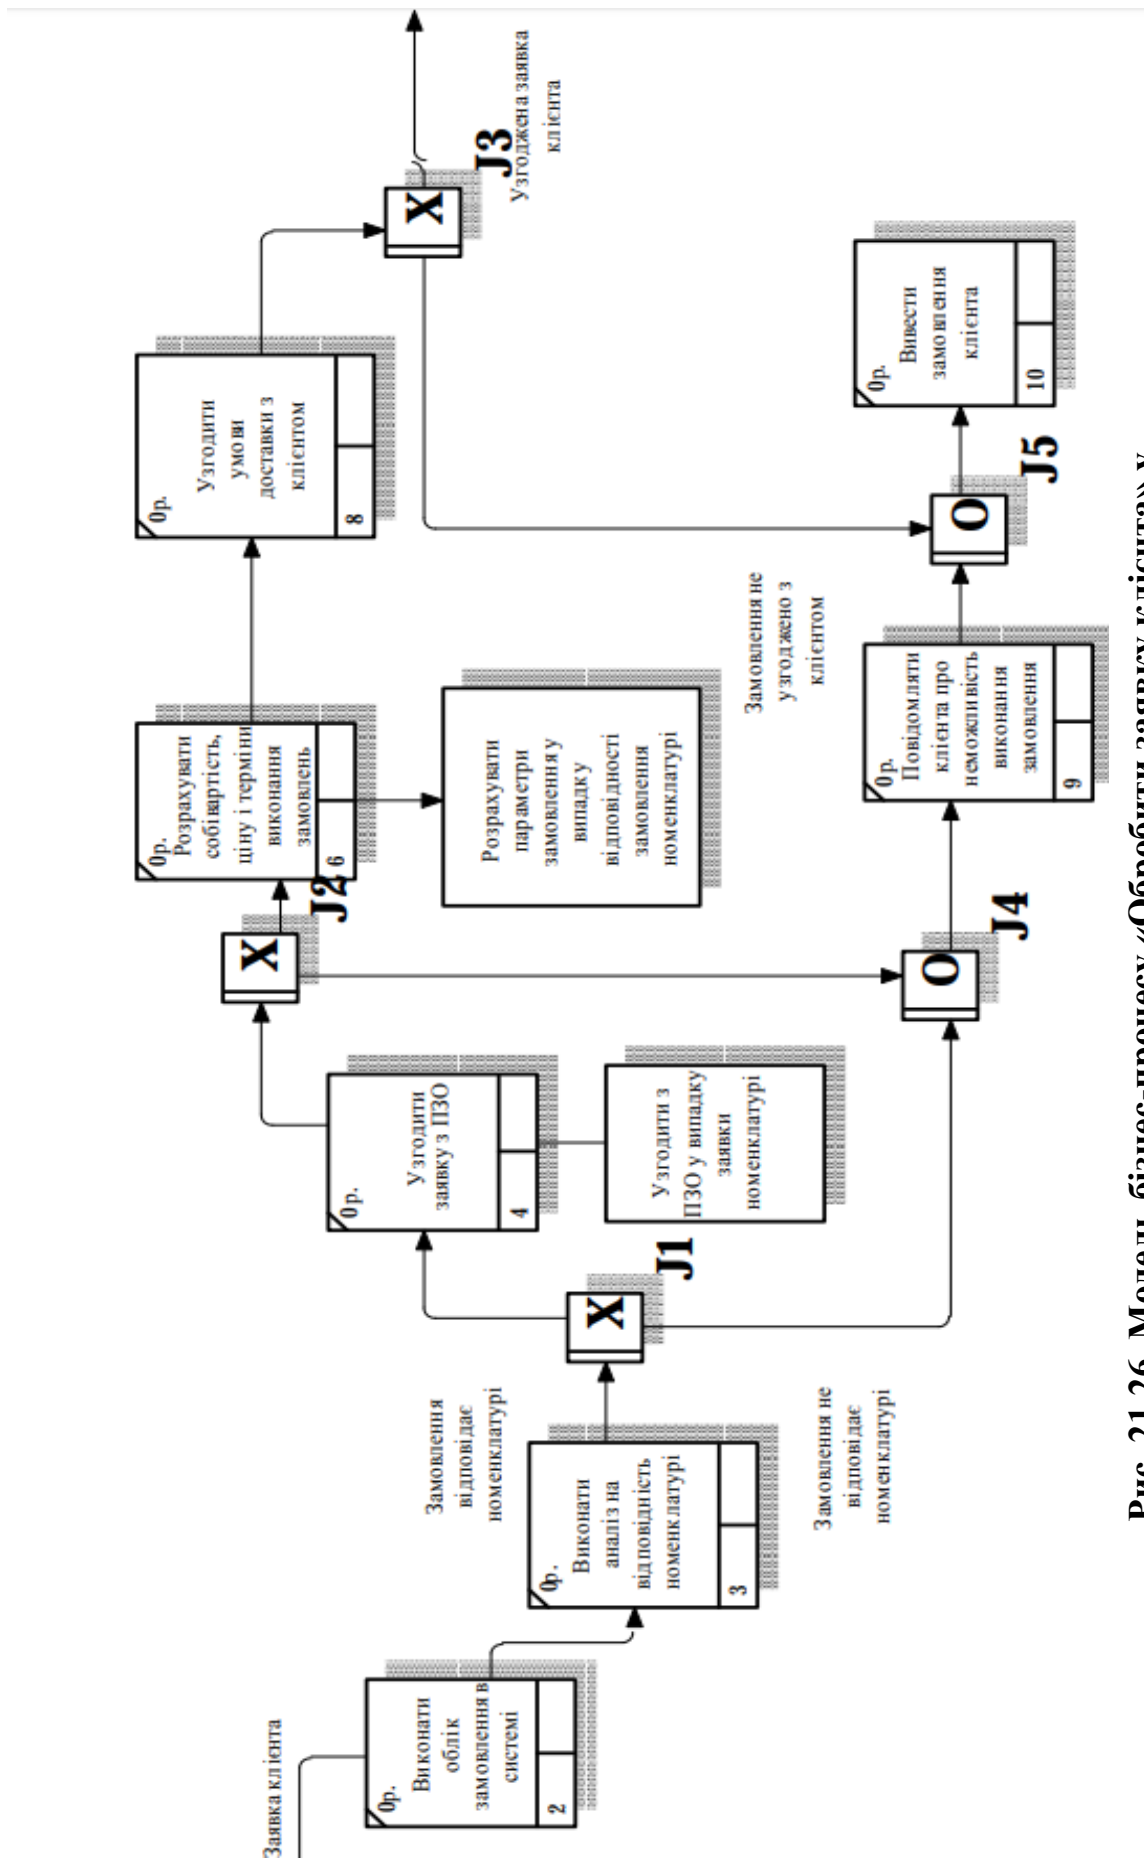 Заявка клієнта
0р.
Виконати
облік
замовлення в
системі
2
0р.
Виконати
аналіз на
відповідність
номенклатурі
3
Замовлення
відповідає
номенклатурі
Замовлення не
відповідає
номенклатурі
X
J1
0р.
Узгодити
заявку з ПЗО
4
Узгодити з
ПЗО у випадку
заявки
номенклатурі
X
J2
O
J4
0р.
Розрахувати
собівартість,
ціну і терміни
виконання
замовлень
6
Розрахувати
параметри
замовлення у
випадку
відповідності
замовлення
номенклатурі
0р.
Повідомляти
клієнта про
неможливість
виконання
замовлення
9
Замовлення не
узгоджено з
клієнтом
0р.
Узгодити
умови
доставки з
клієнтом
8
O
J5
0р.
Вивести
замовлення
клієнта
10
X
J3
Узгоджена заявка
клієнта
Рис. 21.26. Модель бізнес-процесу «Обробити заявку клієнта» у